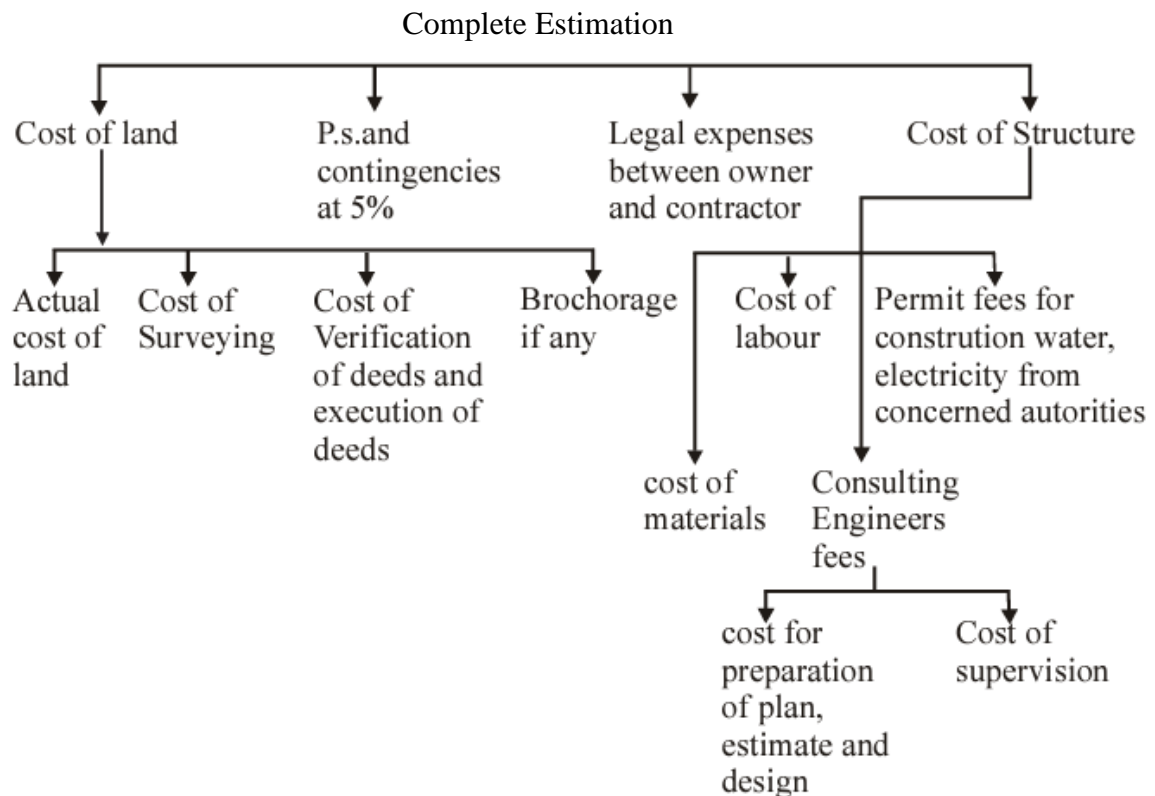 Complete Estimation
Cost of land
P.s.and
contingencies
at 5%
Legal expenses
between owner
and contractor
Cost of Structure
Actual
cost of
land
Cost of
Surveying
Cost of
Verification
of deeds and
execution of
deeds
Brochorage
if any
Cost of
labour
Permit fees for
constrution water,
electricity from
concerned autorities
cost of
materials
Consulting
Engineers
fees
cost for
preparation
of plan,
estimate and
design
Cost of
supervision